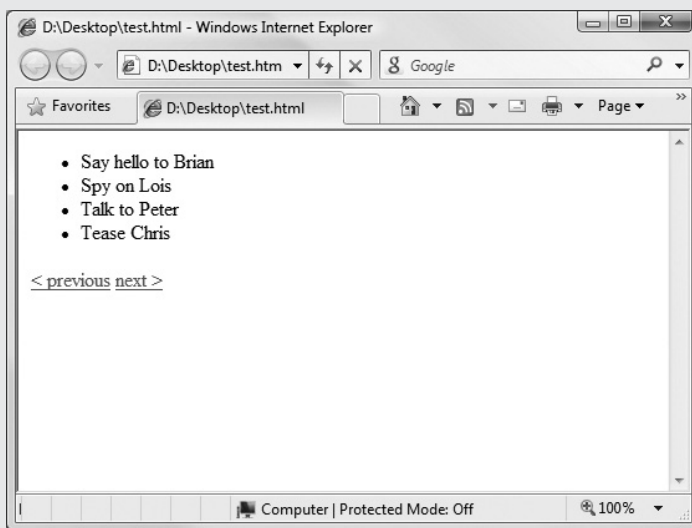 D:\Desktop\test.html - Windows Internet Explorer
D:\Desktop\test.htm Google
Favorites D:\Desktop\test.html Page »
• Say hello to Brian
• Spy on Lois
• Talk to Peter
• Tease Chris
< previous next >
Computer | Protected Mode: Off 100%